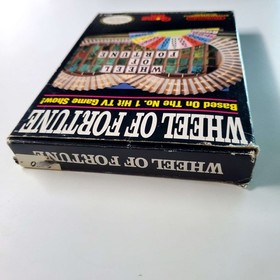 WHEEL
OF
FORTUNE
Based On The No. 1 Hit TV Game Show!
WHEEL OF FORTUNE
WHEEL OF FORTUNE